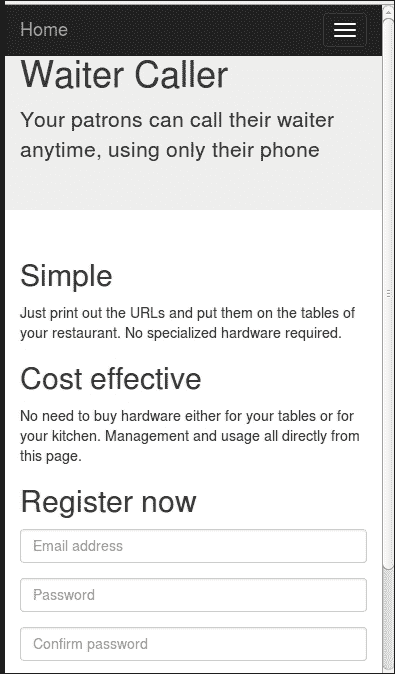 Home
Waiter Caller
Your patrons can call their waiter
anytime, using only their phone
Simple
Just print out the URLs and put them on the tables of
your restaurant. No specialized hardware required.
Cost effective
No need to buy hardware either for your tables or for
your kitchen. Management and usage all directly from
this page.
Register now
Email address
Password
Confirm password